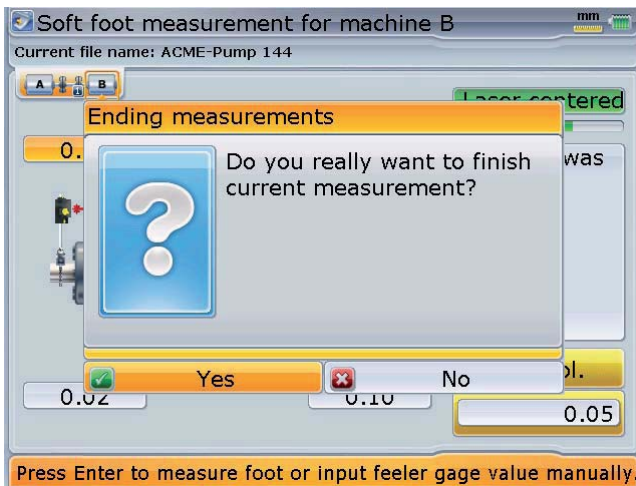 Soft foot measurement for machine B
mm
Current file name: ACME-Pump 144
A
B
Laser centered
Ending measurements
0.
was
Do you really want to finish
current measurement?
Yes
No
ol.
0.02
0.10
0.05
Press Enter to measure foot or input feeler gage value manually.